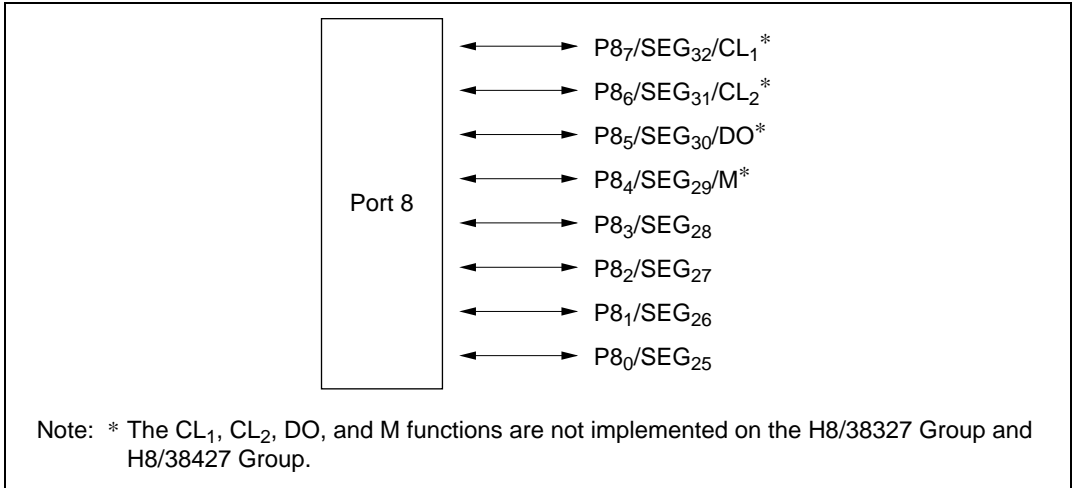 Port 8
P8₇/SEG₃₂/CL₁*
P8₆/SEG₃₁/CL₂*
P8₅/SEG₃₀/DO*
P8₄/SEG₂₉/M*
P8₃/SEG₂₈
P8₂/SEG₂₇
P8₁/SEG₂₆
P8₀/SEG₂₅
Note: * The CL₁, CL₂, DO, and M functions are not implemented on the H8/38327 Group and
H8/38427 Group.